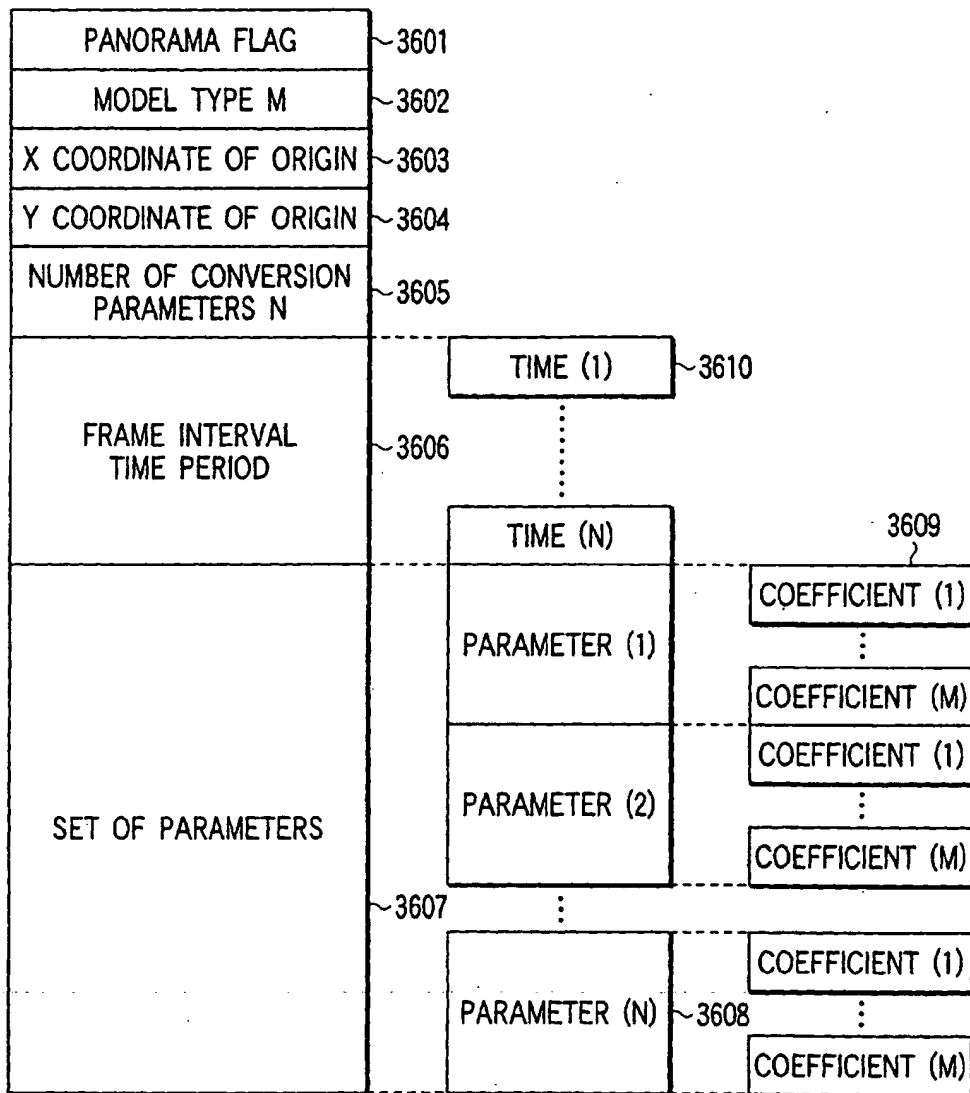 PANORAMA FLAG
3601
MODEL TYPE M
3602
X COORDINATE OF ORIGIN
3603
Y COORDINATE OF ORIGIN
3604
NUMBER OF CONVERSION
PARAMETERS N
3605
FRAME INTERVAL
TIME PERIOD
3606
TIME (1)
3610
TIME (N)
SET OF PARAMETERS
3607
PARAMETER (1)
3609
COEFFICIENT (1)
COEFFICIENT (M)
PARAMETER (2)
COEFFICIENT (1)
COEFFICIENT (M)
PARAMETER (N)
3608
COEFFICIENT (1)
COEFFICIENT (M)